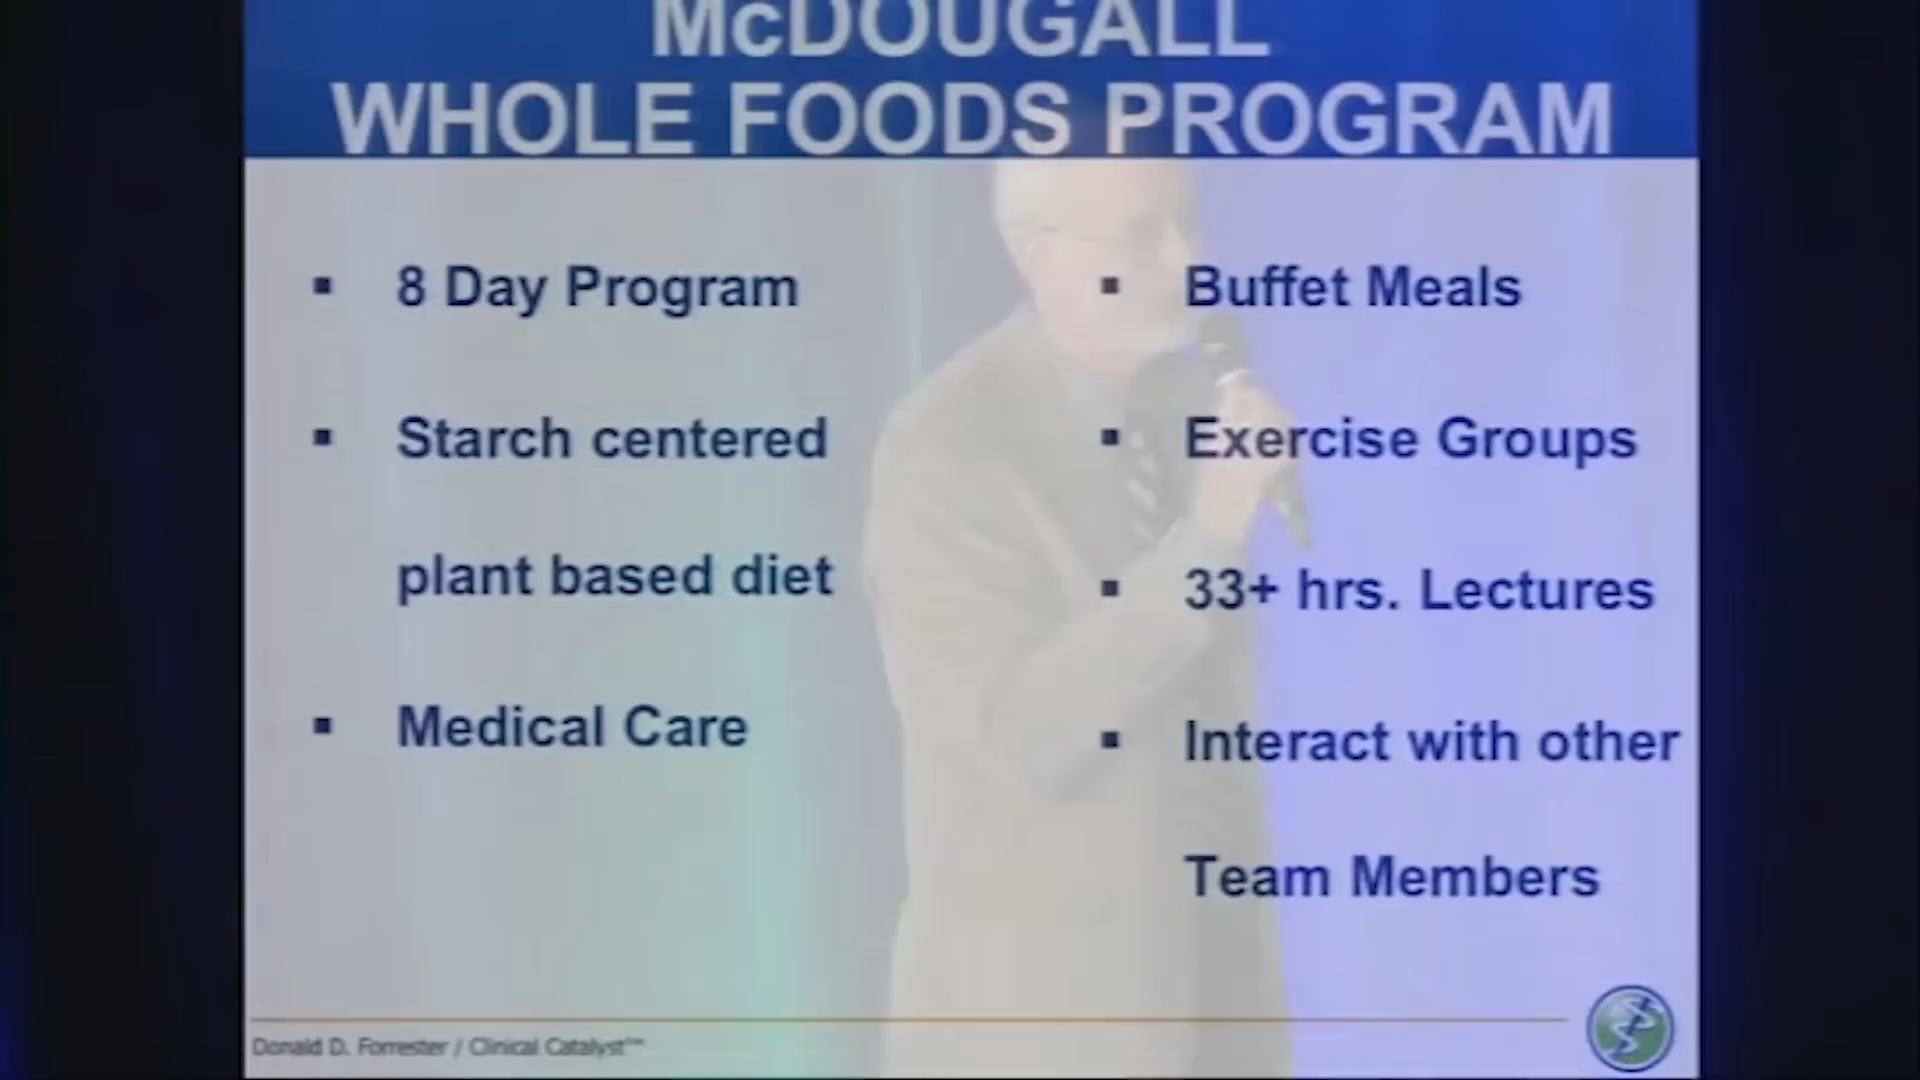 McDOUGALL
WHOLE FOODS PROGRAM
▪ 8 Day Program
▪ Starch centered
plant based diet
▪ Medical Care
▪ Buffet Meals
▪ Exercise Groups
▪ 33+ hrs. Lectures
▪ Interact with other
Team Members
Donald D. Forrester / Clinical Catalyst™